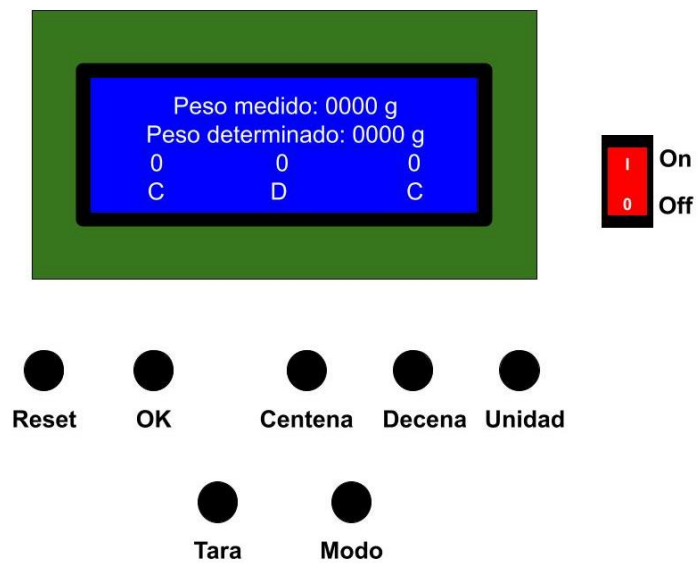 Peso medido: 0000 g
Peso determinado: 0000 g
0 0 0
C D C
I On
0 Off
Reset OK Centena Decena Unidad
Tara Modo